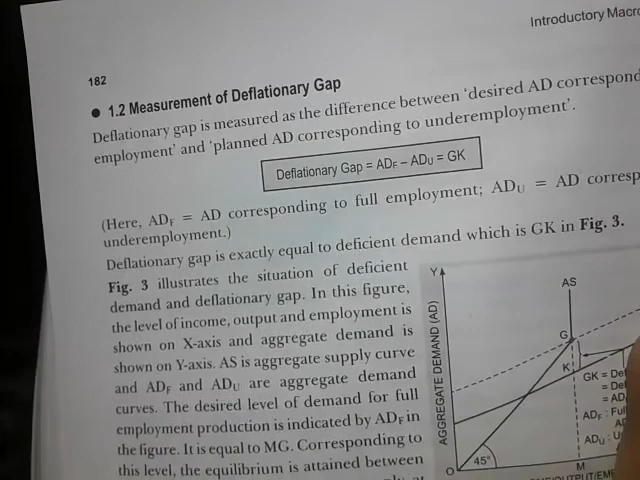 Introductory
182
• 1.2 Measurement of Deflationary Gap
Deflationary gap is measured as the difference between 'desired AD
employment' and 'planned AD corresponding to underemployment'.
Deflationary Gap = ADF – ADU = GK
(Here, ADF = AD corresponding to full employment; ADU = AD
underemployment.)
Deflationary gap is exactly equal to deficient demand which is GK in Fig. 3.
Fig. 3 illustrates the situation of deficient
demand and deflationary gap. In this figure,
the level of income, output and employment is
shown on X-axis and aggregate demand is
shown on Y-axis. AS is aggregate supply curve
and ADF and ADU are aggregate demand
curves. The desired level of demand for full
employment production is indicated by ADF in
the figure. It is equal to MG. Corresponding to
this level, the equilibrium is attained between
Y
AGGREGATE DEMAND (AD)
AS
G
K
GK =
=
=
ADF :
ADU :
45°
O
M